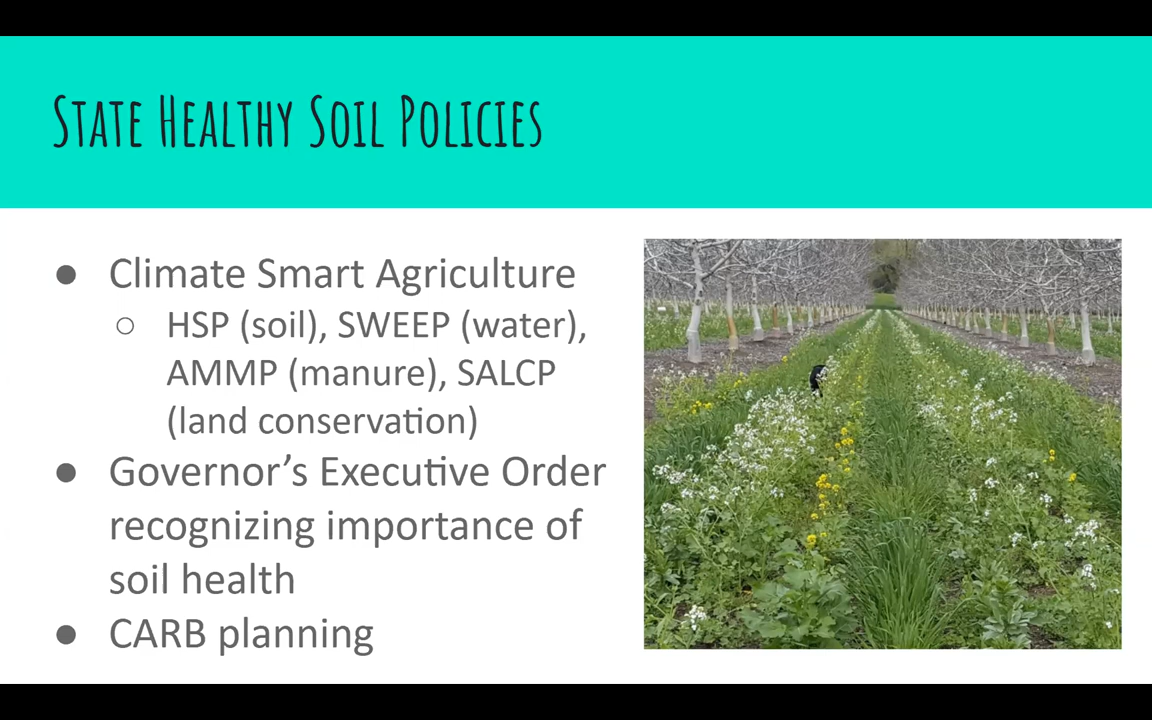 State Healthy Soil Policies
● Climate Smart Agriculture
○ HSP (soil), SWEEP (water),
AMMP (manure), SALCP
(land conservation)
● Governor’s Executive Order
recognizing importance of
soil health
● CARB planning